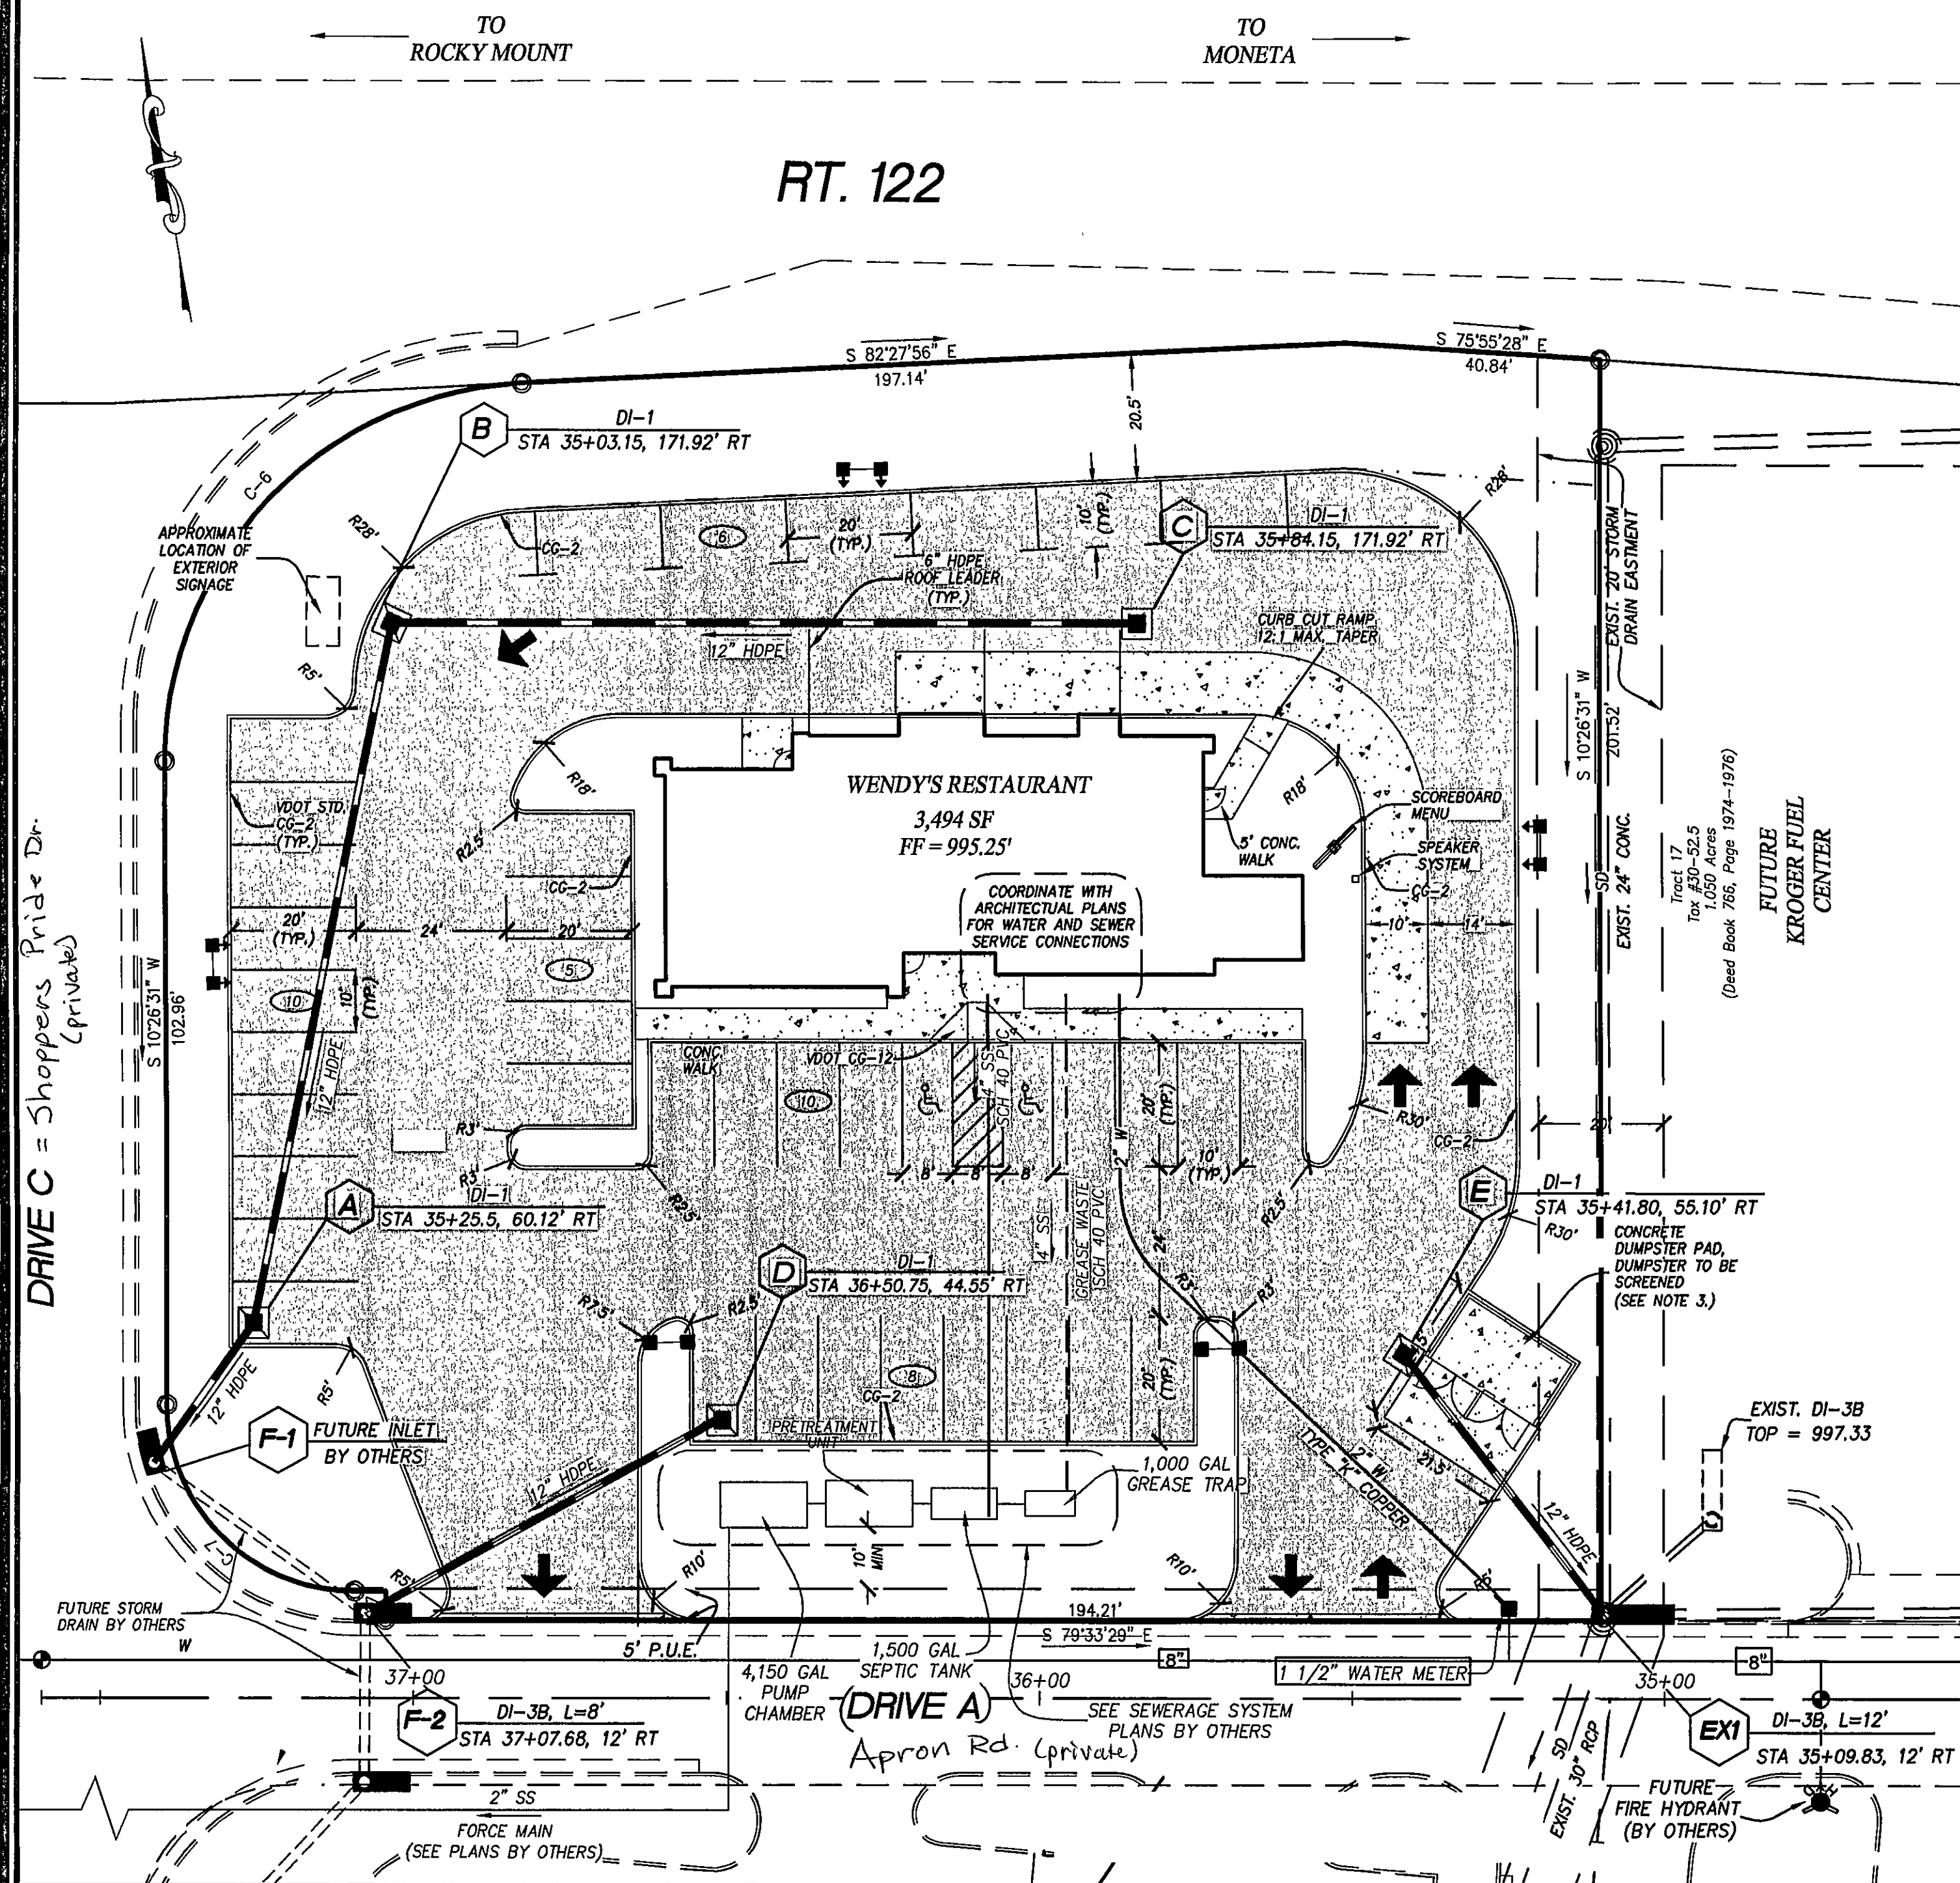 TO
ROCKY MOUNT
TO
MONETA
RT. 122
S 82°27'56" E
197.14'
S 75°55'28" E
40.84'
B
DI-1
STA 35+03.15, 171.92' RT
20.5'
C-6
R28'
APPROXIMATE
LOCATION OF
EXTERIOR
SIGNAGE
CG-2
6
20'
(TYP.)
10'
(TYP.)
C
DI-1
STA 35+84.15, 171.92' RT
R28'
6" HDPE
ROOF LEADER
(TYP.)
12" HDPE
CURB CUT RAMP
12:1 MAX. TAPER
EXIST. 20' STORM
DRAIN EASTMENT
R5'
S 10°26'31" W
201.52'
R18'
WENDY'S RESTAURANT
3,494 SF
FF = 995.25'
R18'
SCOREBOARD
MENU
VDOT STD.
CG-2
(TYP.)
R2.5'
5' CONC.
WALK
SPEAKER
SYSTEM
CG-2
CG-2
COORDINATE WITH
ARCHITECTUAL PLANS
FOR WATER AND SEWER
SERVICE CONNECTIONS
SD
EXIST. 24" CONC.
Tract 17
Tax #30-52.5
1.050 Acres
(Deed Book 766, Page 1974-1976)
FUTURE
KROGER FUEL
CENTER
DRIVE C = Shoppers Pride Dr.
(private)
20'
(TYP.)
24'
20'
10'
14'
5
S 10°26'31" W
102.96'
10
10'
(TYP.)
12" HDPE
CONC.
WALK
VDOT CG-12
4" SS
SCH 40 PVC
10
20'
(TYP.)
2" W
R30'
CG-2
20'
R3'
R3'
8'
8'
8'
10'
(TYP.)
A
DI-1
STA 35+25.5, 60.12' RT
R2.5'
R2.5'
E
DI-1
STA 35+41.80, 55.10' RT
R30'
4" SS
GREASE WASTE
SCH 40 PVC
24'
CONCRETE
DUMPSTER PAD,
DUMPSTER TO BE
SCREENED
(SEE NOTE 3.)
D
DI-1
STA 36+50.75, 44.55' RT
R7.5'
R2.5'
R3'
R3'
5'
12" HDPE
R5'
8
CG-2
20'
(TYP.)
F-1
FUTURE INLET
BY OTHERS
PRETREATMENT
UNIT
1,000 GAL
GREASE TRAP
2" W
TYPE "K" COPPER
21.5'
EXIST. DI-3B
TOP = 997.33
12" HDPE
12" HDPE
C-7
R5'
R10'
10'
MIN
R10'
R5'
FUTURE STORM
DRAIN BY OTHERS
W
194.21'
S 79°33'29" E
5' P.U.E.
8"
8"
37+00
4,150 GAL
PUMP
CHAMBER
1,500 GAL
SEPTIC TANK
36+00
1 1/2" WATER METER
35+00
F-2
DI-3B, L=8'
STA 37+07.68, 12' RT
(DRIVE A)
Apron Rd. (private)
SEE SEWERAGE SYSTEM
PLANS BY OTHERS
SD
EXIST. 30" RCP
EX1
DI-3B, L=12'
STA 35+09.83, 12' RT
2" SS
FORCE MAIN
(SEE PLANS BY OTHERS)
FUTURE
FIRE HYDRANT
(BY OTHERS)